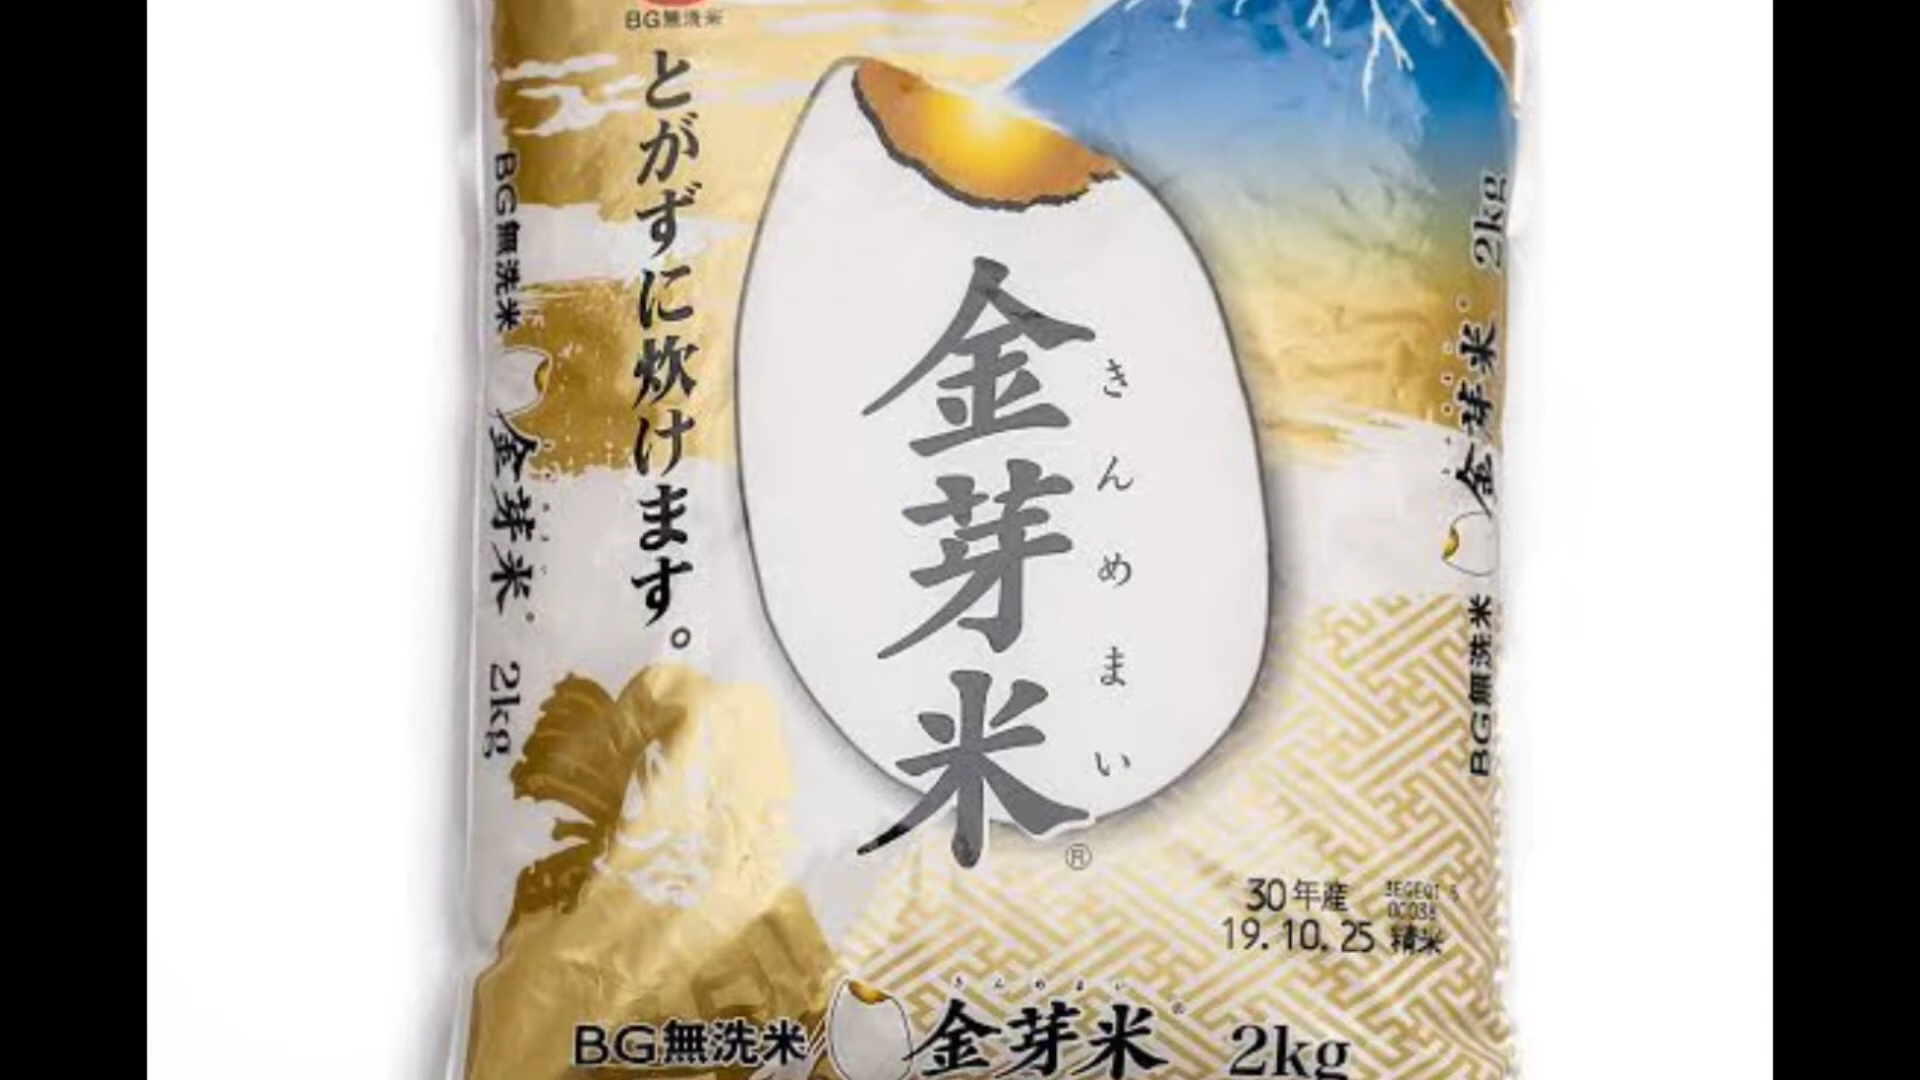 BG無洗米
とがずに炊けます。
金芽米
きんめまい
®
BG無洗米 金芽米 2kg
BG無洗米 金芽米 2kg
30年産
19.10.25 精米
きんめまい
BG無洗米 金芽米 2kg